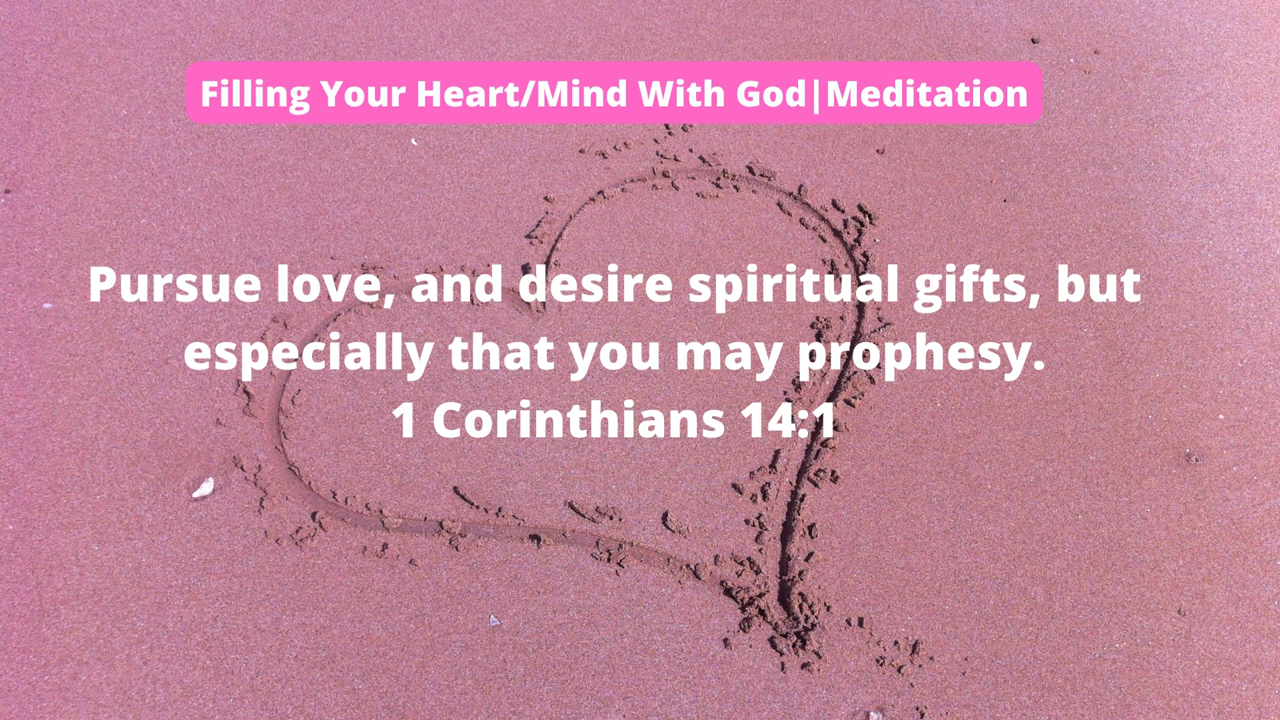 Filling Your Heart/Mind With God|Meditation
Pursue love, and desire spiritual gifts, but
especially that you may prophesy.
1 Corinthians 14:1